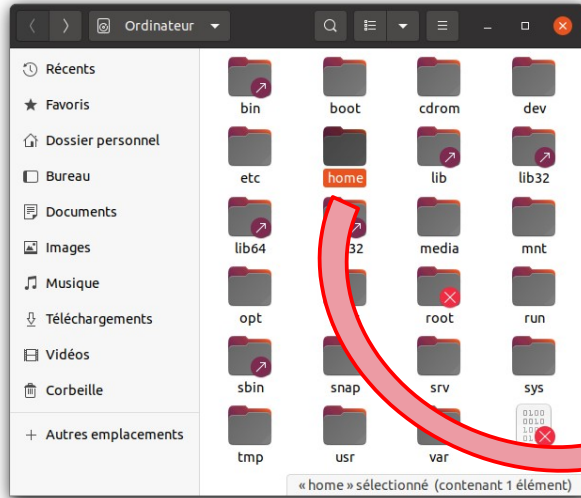 Ordinateur
Récents
Favoris
Dossier personnel
Bureau
Documents
Images
Musique
Téléchargements
Vidéos
Corbeille
+ Autres emplacements
bin boot cdrom dev
etc home lib lib32
lib64 32 media mnt
opt root run
sbin snap srv sys
tmp usr var
« home » sélectionné (contenant 1 élément)